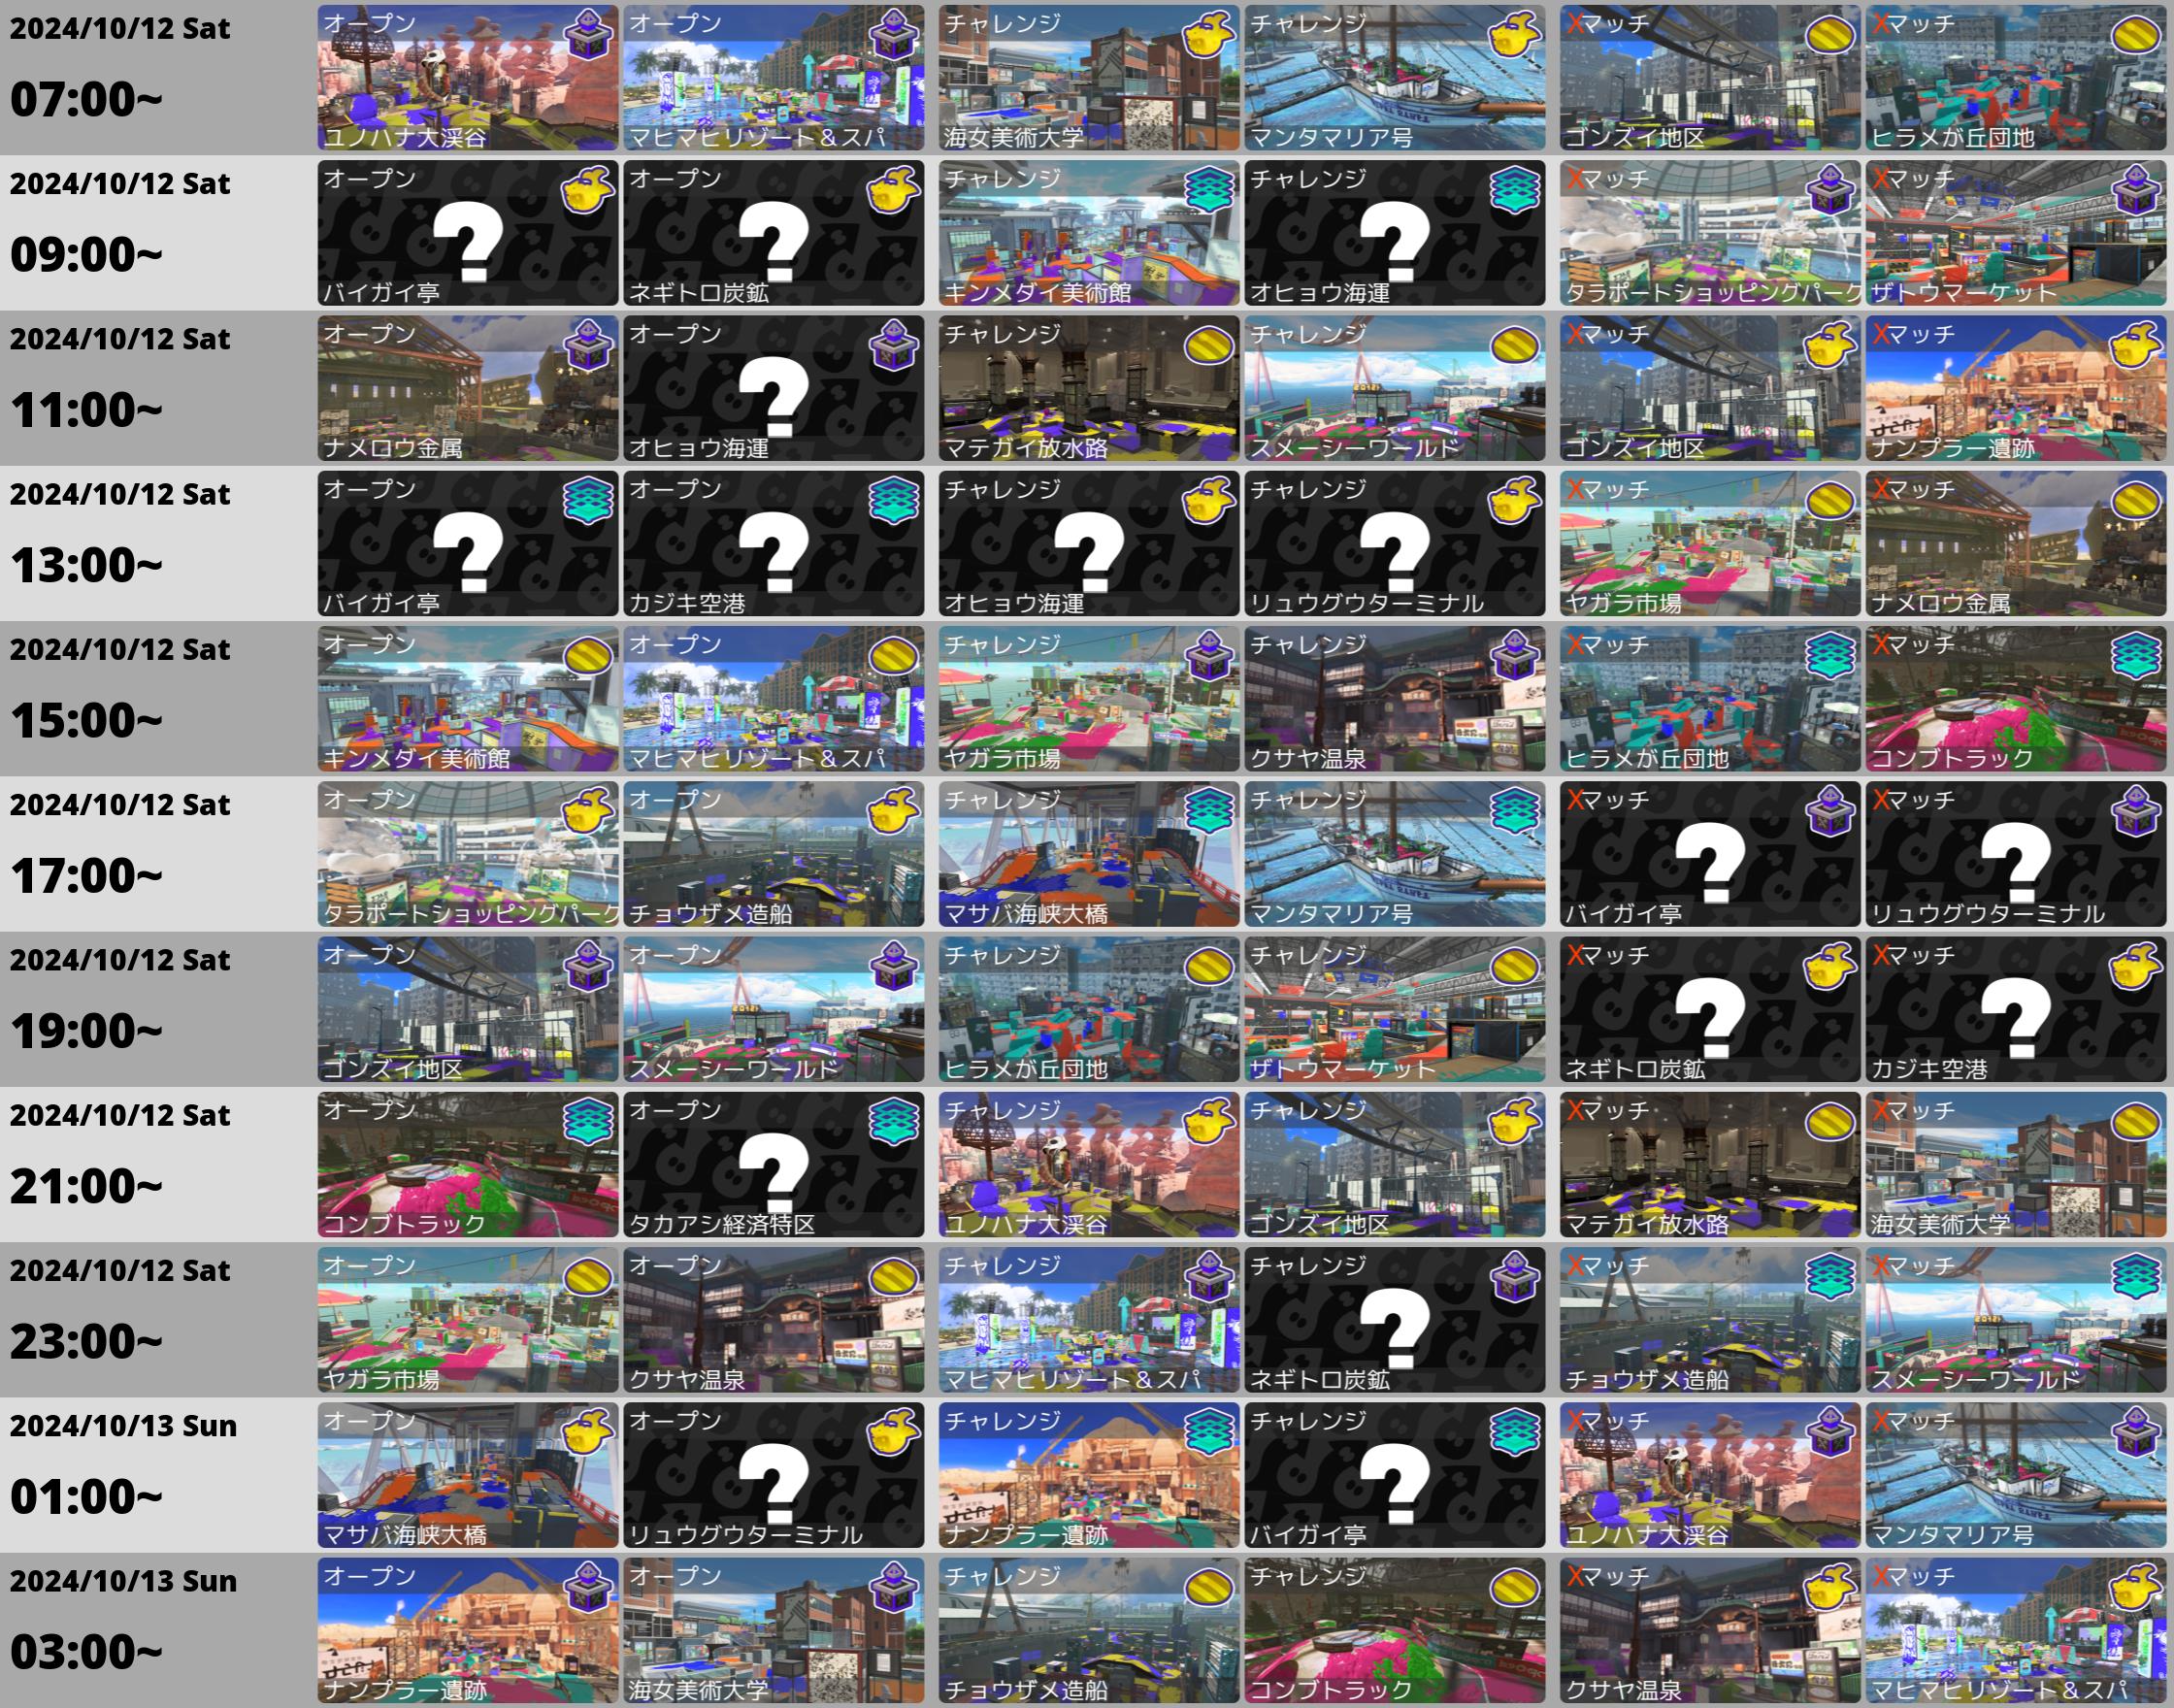 2024/10/12 Sat
07:00~
オープン オープン チャレンジ チャレンジ Xマッチ Xマッチ
ユノハナ大渓谷 マヒマヒリゾート＆スパ 海女美術大学 マンタマリア号 ゴンズイ地区 ヒラメが丘団地
2024/10/12 Sat
09:00~
オープン オープン チャレンジ チャレンジ Xマッチ Xマッチ
バイガイ亭 ネギトロ炭鉱 キンメダイ美術館 オヒョウ海運 タラポートショッピングパーク ザトウマーケット
2024/10/12 Sat
11:00~
オープン オープン チャレンジ チャレンジ Xマッチ Xマッチ
ナメロウ金属 オヒョウ海運 マテガイ放水路 スメーシーワールド ゴンズイ地区 ナンプラー遺跡
2024/10/12 Sat
13:00~
オープン オープン チャレンジ チャレンジ Xマッチ Xマッチ
バイガイ亭 カジキ空港 オヒョウ海運 リュウグウターミナル ヤガラ市場 ナメロウ金属
2024/10/12 Sat
15:00~
オープン オープン チャレンジ チャレンジ Xマッチ Xマッチ
キンメダイ美術館 マヒマヒリゾート＆スパ ヤガラ市場 クサヤ温泉 ヒラメが丘団地 コンブトラック
2024/10/12 Sat
17:00~
オープン オープン チャレンジ チャレンジ Xマッチ Xマッチ
タラポートショッピングパーク チョウザメ造船 マサバ海峡大橋 マンタマリア号 バイガイ亭 リュウグウターミナル
2024/10/12 Sat
19:00~
オープン オープン チャレンジ チャレンジ Xマッチ Xマッチ
ゴンズイ地区 スメーシーワールド ヒラメが丘団地 ザトウマーケット ネギトロ炭鉱 カジキ空港
2024/10/12 Sat
21:00~
オープン オープン チャレンジ チャレンジ Xマッチ Xマッチ
コンブトラック タカアシ経済特区 ユノハナ大渓谷 ゴンズイ地区 マテガイ放水路 海女美術大学
2024/10/12 Sat
23:00~
オープン オープン チャレンジ チャレンジ Xマッチ Xマッチ
ヤガラ市場 クサヤ温泉 マヒマヒリゾート＆スパ ネギトロ炭鉱 チョウザメ造船 スメーシーワールド
2024/10/13 Sun
01:00~
オープン オープン チャレンジ チャレンジ Xマッチ Xマッチ
マサバ海峡大橋 リュウグウターミナル ナンプラー遺跡 バイガイ亭 ユノハナ大渓谷 マンタマリア号
2024/10/13 Sun
03:00~
オープン オープン チャレンジ チャレンジ Xマッチ Xマッチ
ナンプラー遺跡 海女美術大学 チョウザメ造船 コンブトラック クサヤ温泉 マヒマヒリゾート＆スパ